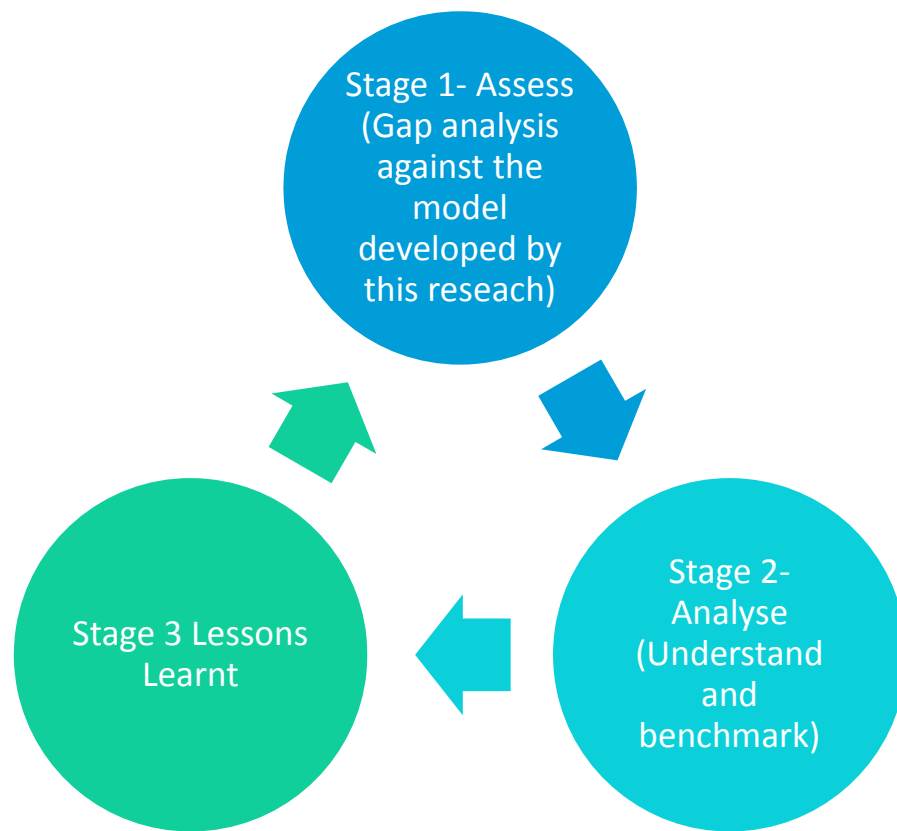 Stage 1- Assess
(Gap analysis
against the
model
developed by
this reseach)
Stage 2-
Analyse
(Understand
and
benchmark)
Stage 3 Lessons
Learnt